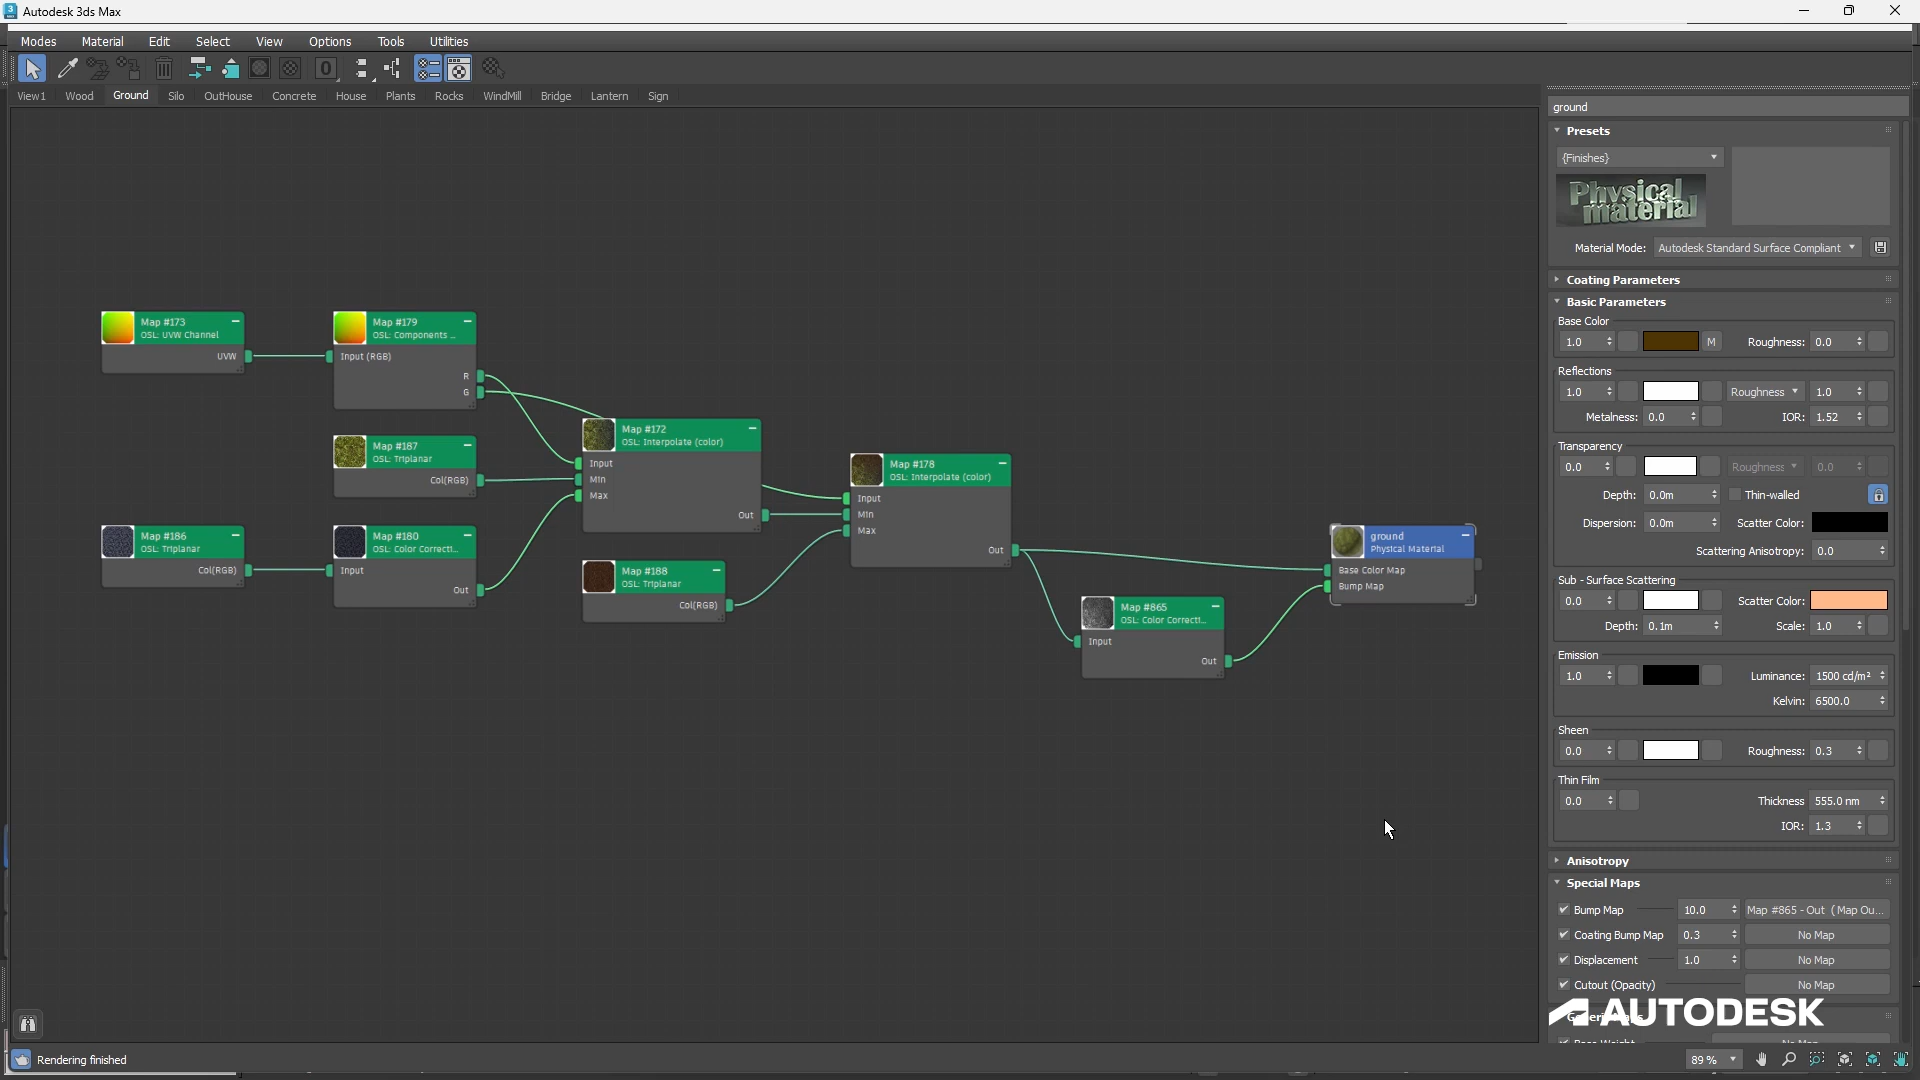 Autodesk 3ds Max
Modes Material Edit Select View Options Tools Utilities
0
View1 Wood Ground Silo OutHouse Concrete House Plants Rocks WindMill Bridge Lantern Sign
Map #173
OSL: UVW Channel
UVW
Map #179
OSL: Components ...
Input (RGB)
R
G
Map #187
OSL: Triplanar
Col(RGB)
Map #186
OSL: Triplanar
Col(RGB)
Map #180
OSL: Color Correcti...
Input
Out
Map #172
OSL: Interpolate (color)
Input
Min
Max
Out
Map #188
OSL: Triplanar
Col(RGB)
Map #178
OSL: Interpolate (color)
Input
Min
Max
Out
Map #865
OSL: Color Correcti...
Input
Out
ground
Physical Material
Base Color Map
Bump Map
ground
Presets
{Finishes}
Physical
material
Material Mode: Autodesk Standard Surface Compliant
Coating Parameters
Basic Parameters
Base Color
1.0 M Roughness: 0.0
Reflections
1.0 Roughness 1.0
Metalness: 0.0 IOR: 1.52
Transparency
0.0 Roughness 0.0
Depth: 0.0m Thin-walled
Dispersion: 0.0m Scatter Color:
Scattering Anisotropy: 0.0
Sub - Surface Scattering
0.0 Scatter Color:
Depth: 0.1m Scale: 1.0
Emission
1.0 Luminance: 1500 cd/m²
Kelvin: 6500.0
Sheen
0.0 Roughness: 0.3
Thin Film
0.0 Thickness 555.0 nm
IOR: 1.3
Anisotropy
Special Maps
Bump Map 10.0 Map #865 - Out ( Map Ou...
Coating Bump Map 0.3 No Map
Displacement 1.0 No Map
Cutout (Opacity) No Map
AUTODESK
Rendering finished
89 %